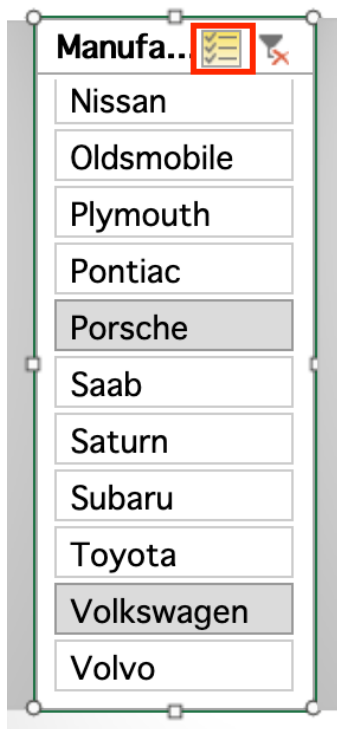 Manufa...
Nissan
Oldsmobile
Plymouth
Pontiac
Porsche
Saab
Saturn
Subaru
Toyota
Volkswagen
Volvo